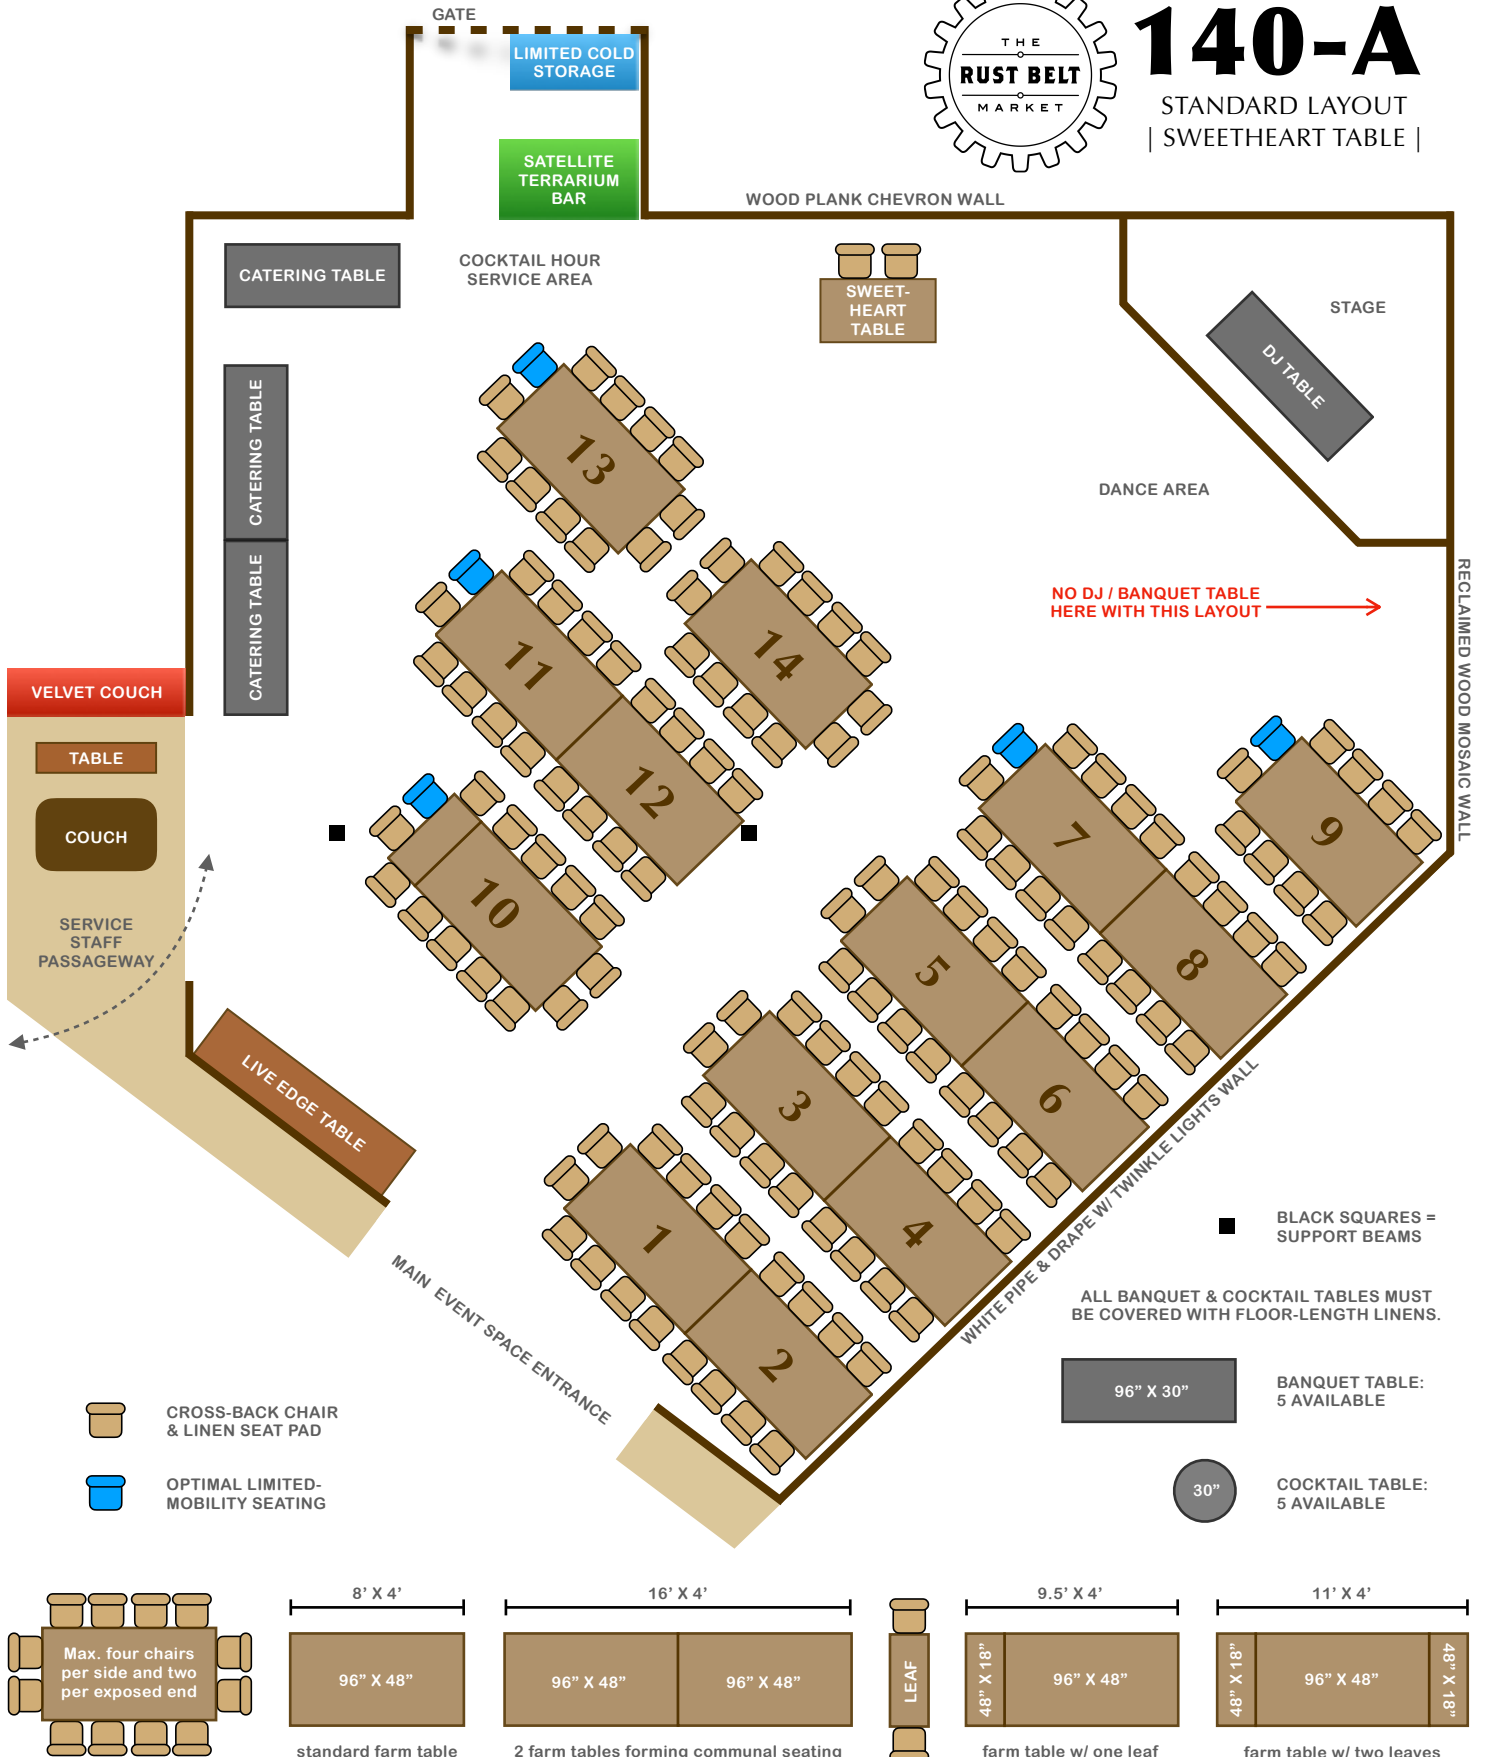 GATE
LIMITED COLD
STORAGE
THE
RUST BELT
MARKET
140-A
STANDARD LAYOUT
| SWEETHEART TABLE |
SATELLITE
TERRARIUM
BAR
WOOD PLANK CHEVRON WALL
CATERING TABLE
COCKTAIL HOUR
SERVICE AREA
SWEET-
HEART
TABLE
STAGE
DJ TABLE
CATERING TABLE
CATERING TABLE
13
DANCE AREA
NO DJ / BANQUET TABLE
HERE WITH THIS LAYOUT
RECLAIMED WOOD MOSAIC WALL
11
12
14
VELVET COUCH
TABLE
COUCH
SERVICE
STAFF
PASSAGEWAY
10
7
8
9
5
6
3
4
1
2
LIVE EDGE TABLE
WHITE PIPE & DRAPE W/ TWINKLE LIGHTS WALL
MAIN EVENT SPACE ENTRANCE
BLACK SQUARES =
SUPPORT BEAMS
ALL BANQUET & COCKTAIL TABLES MUST
BE COVERED WITH FLOOR-LENGTH LINENS.
96” X 30”
BANQUET TABLE:
5 AVAILABLE
30”
COCKTAIL TABLE:
5 AVAILABLE
CROSS-BACK CHAIR
& LINEN SEAT PAD
OPTIMAL LIMITED-
MOBILITY SEATING
Max. four chairs
per side and two
per exposed end
8’ X 4’
96” X 48”
standard farm table
16’ X 4’
96” X 48”
96” X 48”
2 farm tables forming communal seating
LEAF
9.5’ X 4’
48” X 18”
96” X 48”
farm table w/ one leaf
11’ X 4’
48” X 18”
96” X 48”
48” X 18”
farm table w/ two leaves